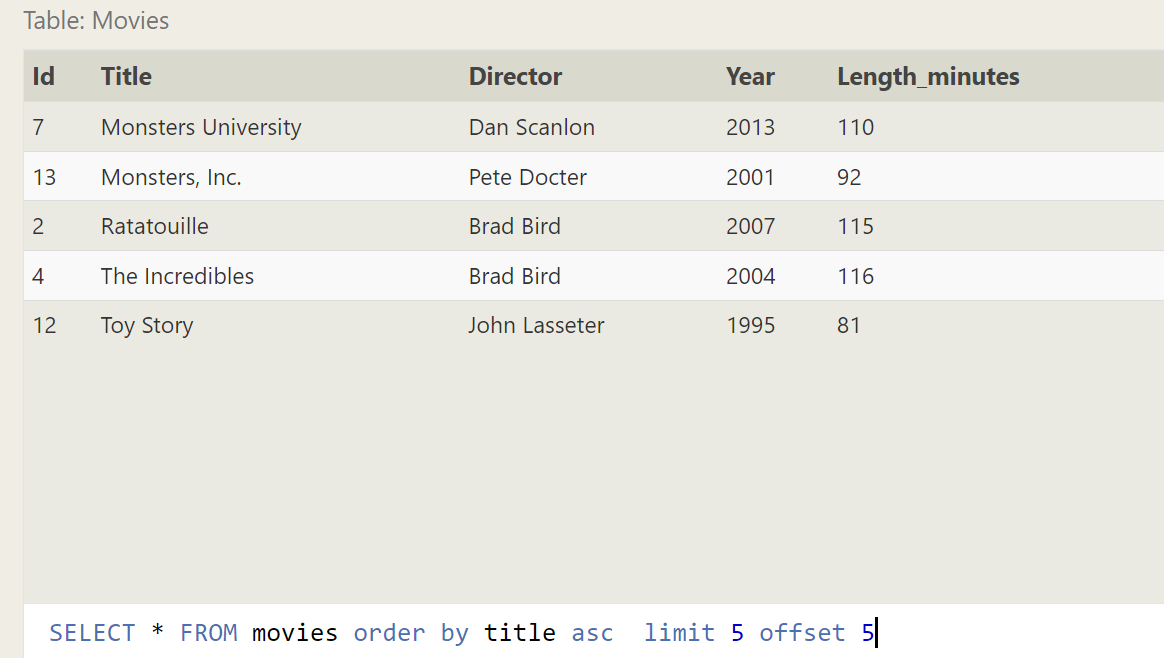 Table: Movies
Id Title Director Year Length_minutes
7 Monsters University Dan Scanlon 2013 110
13 Monsters, Inc. Pete Docter 2001 92
2 Ratatouille Brad Bird 2007 115
4 The Incredibles Brad Bird 2004 116
12 Toy Story John Lasseter 1995 81
SELECT * FROM movies order by title asc  limit 5 offset 5